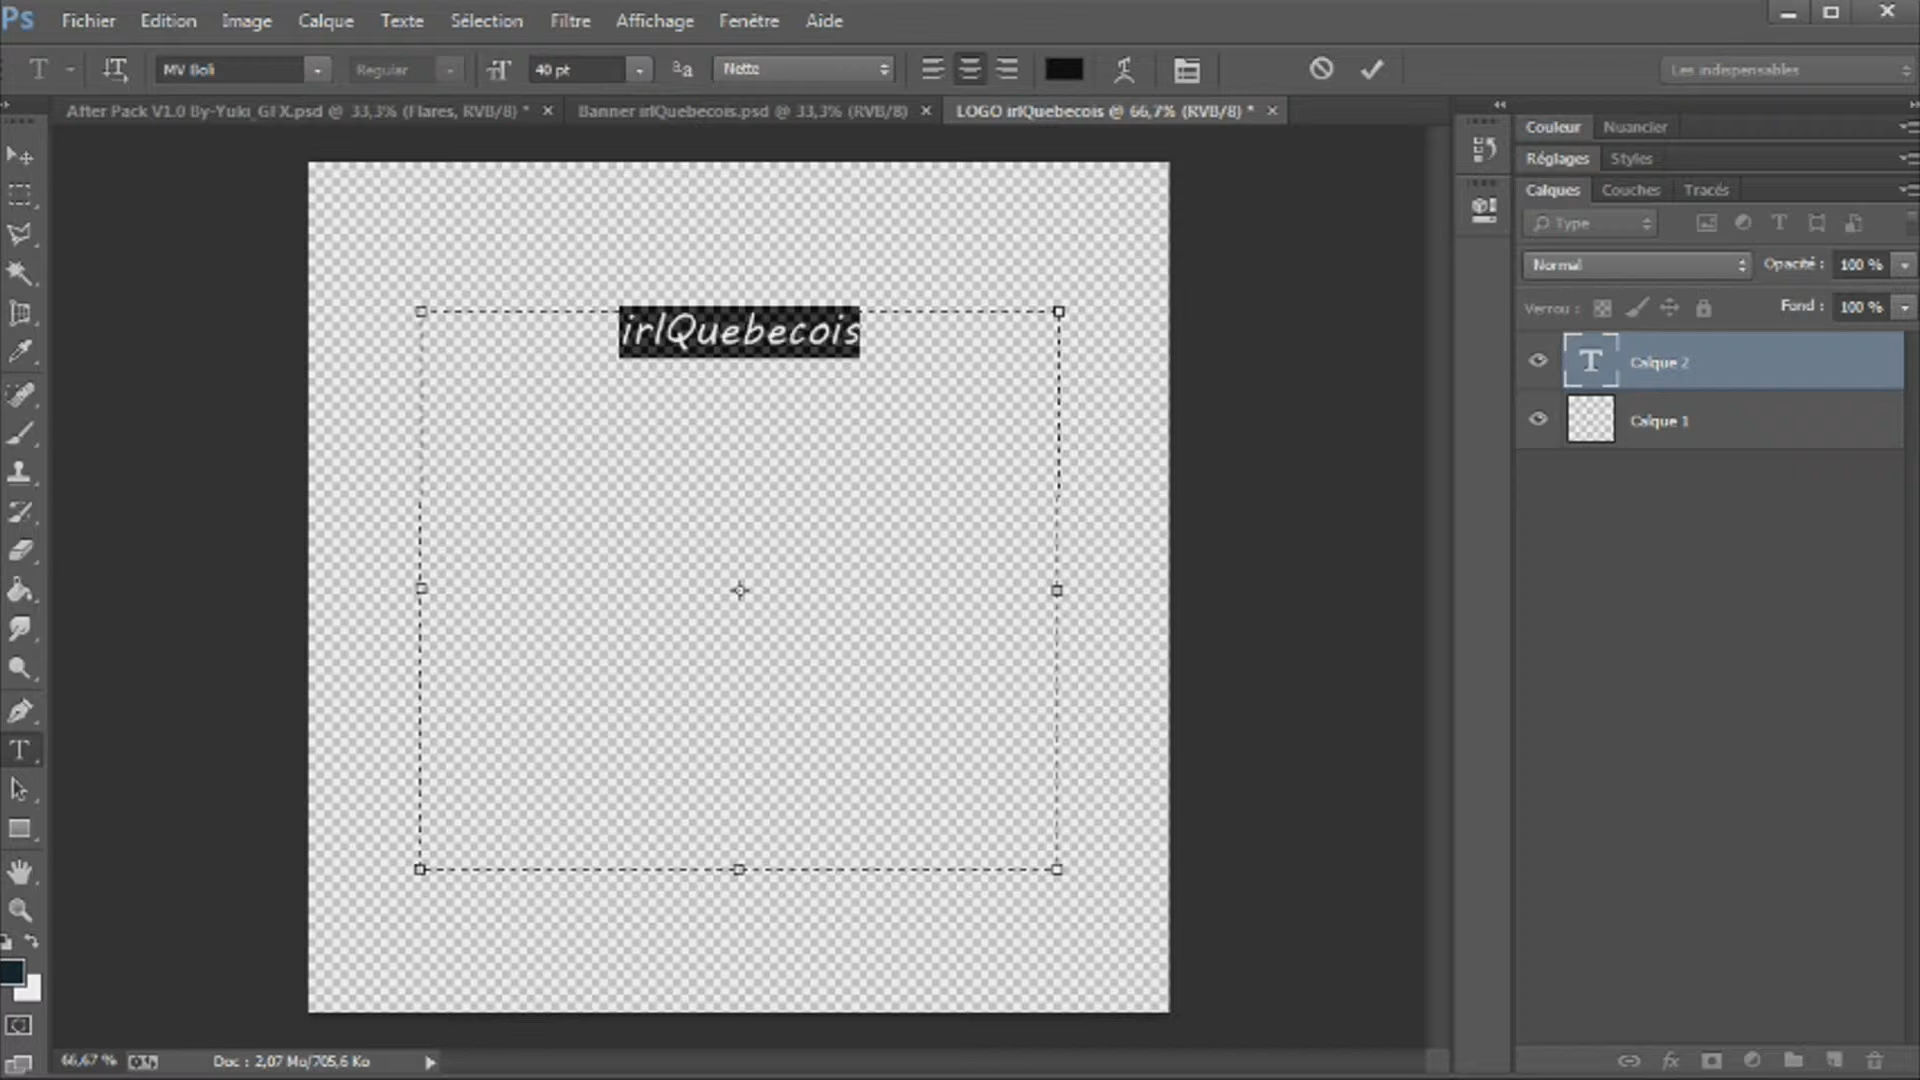 Ps Fichier Edition Image Calque Texte Sélection Filtre Affichage Fenêtre Aide
T MV Boli Regular 40 pt aa Nette Les indispensables
After Pack V1.0 By-Yuki_GFX.psd @ 33,3% (Flares, RVB/8) * × Banner irlQuebecois.psd @ 33,3% (RVB/8) × LOGO irlQuebecois @ 66,7% (RVB/8) * ×
Couleur Nuancier
Réglages Styles
Calques Couches Tracés
Type
Normal Opacité : 100 %
Verrou : Fond : 100 %
irlQuebecois
T Calque 2
Calque 1
66,67 % Doc : 2,07 Mo/705,6 Ko
fx